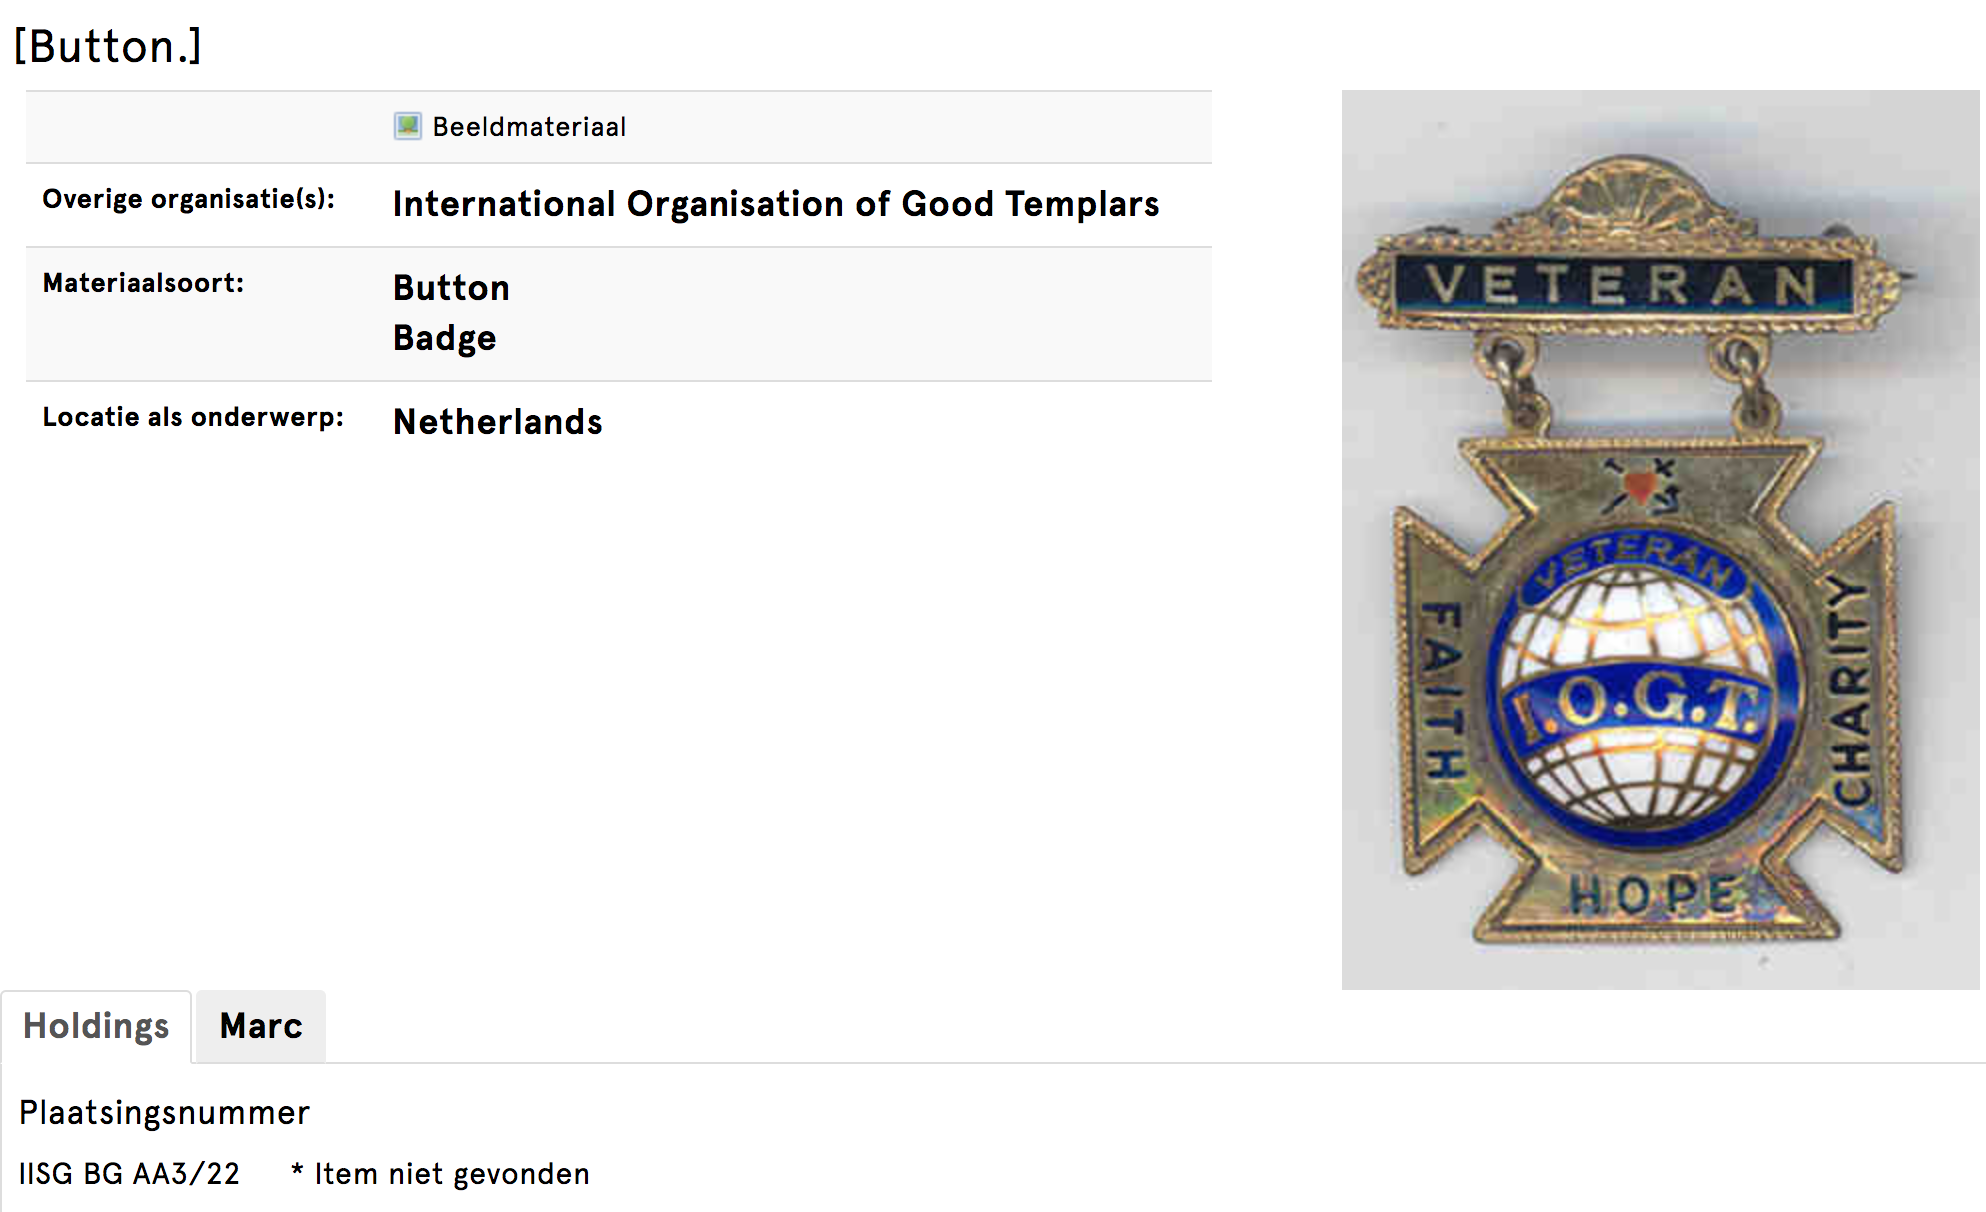 [Button.]
Beeldmateriaal
Overige organisatie(s): International Organisation of Good Templars
Materiaalsoort: Button
Badge
Locatie als onderwerp: Netherlands
VETERAN
VETERAN
I.O.G.T.
FAITH
CHARITY
HOPE
Holdings Marc
Plaatsingsnummer
IISG BG AA3/22 * Item niet gevonden